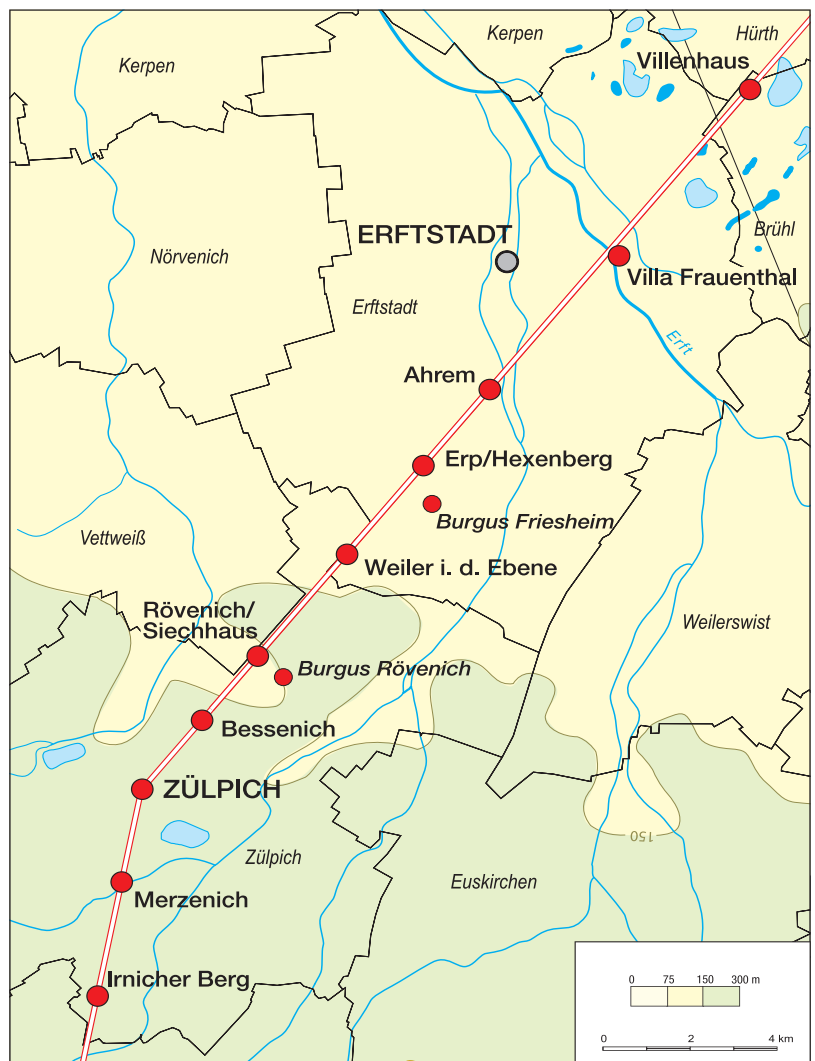 Kerpen
Kerpen
Hürth
Villenhaus
Nörvenich
ERFTSTADT
Brühl
Villa Frauenthal
Erftstadt
Erft
Ahrem
Erp/Hexenberg
Burgus Friesheim
Vettweiß
Weiler i. d. Ebene
Rövenich/
Siechhaus
Weilerswist
Burgus Rövenich
Bessenich
ZÜLPICH
150
Zülpich
Euskirchen
Merzenich
Irnicher Berg
0 75 150 300 m
0 2 4 km